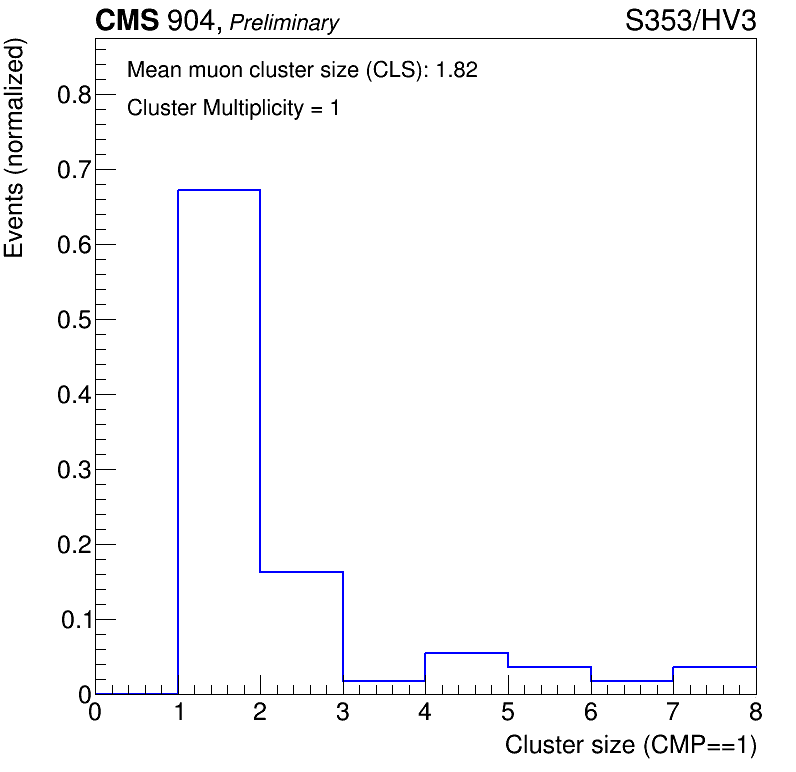 CMS 904, Preliminary
S353/HV3
Mean muon cluster size (CLS): 1.82
Cluster Multiplicity = 1
Events (normalized)
0.8
0.7
0.6
0.5
0.4
0.3
0.2
0.1
0
0 1 2 3 4 5 6 7 8
Cluster size (CMP==1)